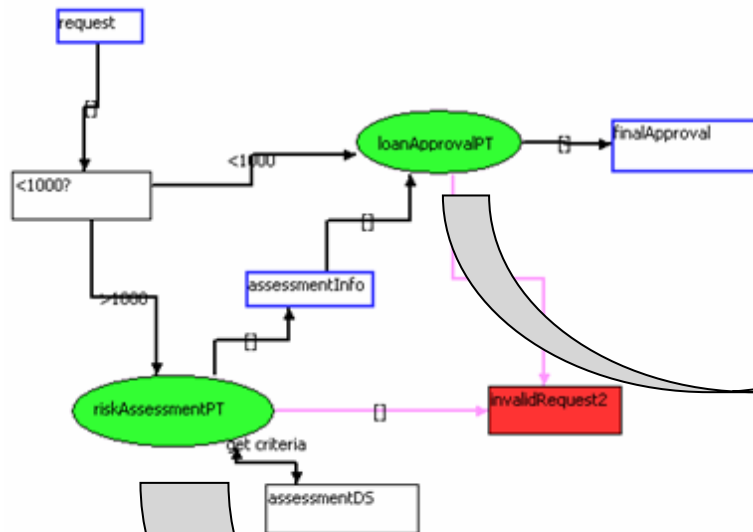 request
[]
loanApprovalPT
[]
finalApproval
<1000
<1000?
[]
assessmentInfo
>1000
[]
riskAssessmentPT
[]
invalidRequest2
get criteria
assessmentDS